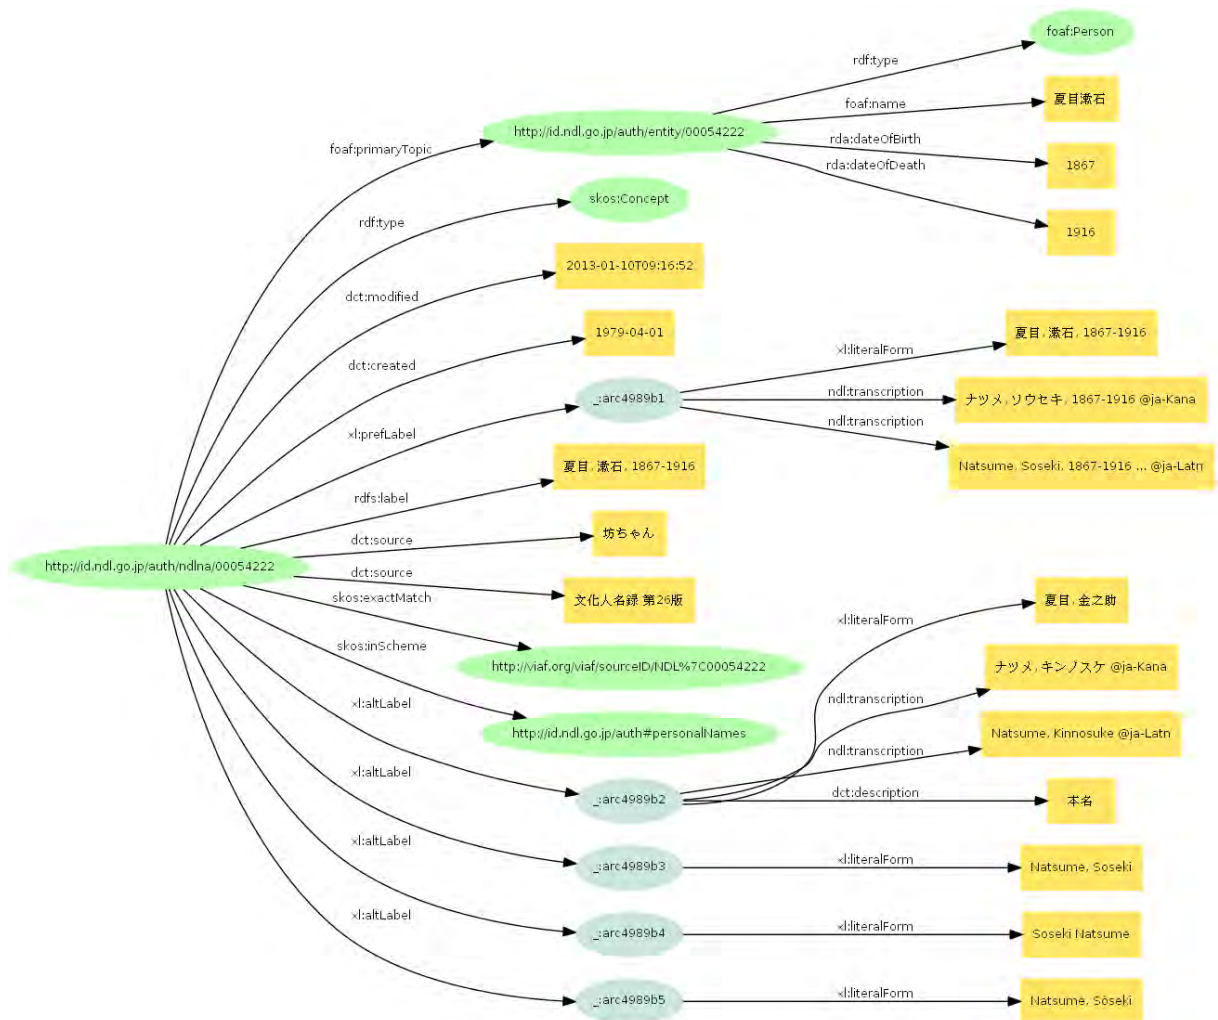 foaf:Person
rdf:type
夏目漱石
foaf:name
http://id.ndl.go.jp/auth/entity/00054222
rda:dateOfBirth
foaf:primaryTopic
1867
rda:dateOfDeath
skos:Concept
rdf:type
1916
2013-01-10T09:16:52
dct:modified
1979-04-01
夏目, 漱石, 1867-1916
xl:literalForm
dct:created
_:arc4989b1
ndl:transcription
ナツメ, ソウセキ, 1867-1916 @ja-Kana
ndl:transcription
xl:prefLabel
夏目, 漱石, 1867-1916
Natsume, Soseki, 1867-1916 ... @ja-Latn
rdfs:label
坊ちゃん
dct:source
http://id.ndl.go.jp/auth/ndlna/00054222
dct:source
skos:exactMatch
文化人名録 第26版
夏目, 金之助
xl:literalForm
skos:inScheme
http://viaf.org/viaf/sourceID/NDL%7C00054222
ナツメ, キンノスケ @ja-Kana
xl:altLabel
ndl:transcription
http://id.ndl.go.jp/auth#personalNames
Natsume, Kinnosuke @ja-Latn
ndl:transcription
xl:altLabel
_:arc4989b2
dct:description
本名
xl:altLabel
_:arc4989b3
xl:literalForm
Natsume, Soseki
xl:altLabel
_:arc4989b4
xl:literalForm
Soseki Natsume
_:arc4989b5
xl:literalForm
Natsume, Sōseki